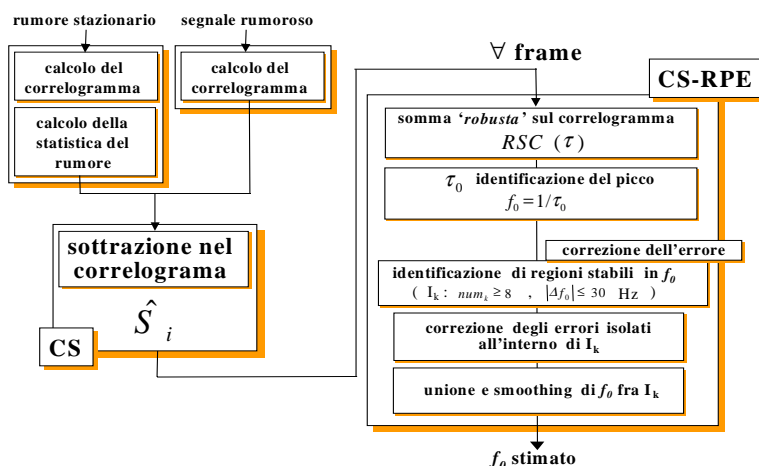 rumore stazionario
segnale rumoroso
calcolo del
correlogramma
calcolo della
statistica del
rumore
calcolo del
correlogramma
sottrazione nel
correlograma
Ŝ i
CS
∀ frame
CS-RPE
somma ‘robusta’ sul correlogramma
RSC (τ)
τ0 identificazione del picco
f0 =1/τ0
correzione dell'errore
identificazione di regioni stabili in f0
( Ik : numk ≥ 8 , |Δf0| ≤ 30 Hz )
correzione degli errori isolati
all'interno di Ik
unione e smoothing di f0 fra Ik
f0 stimato